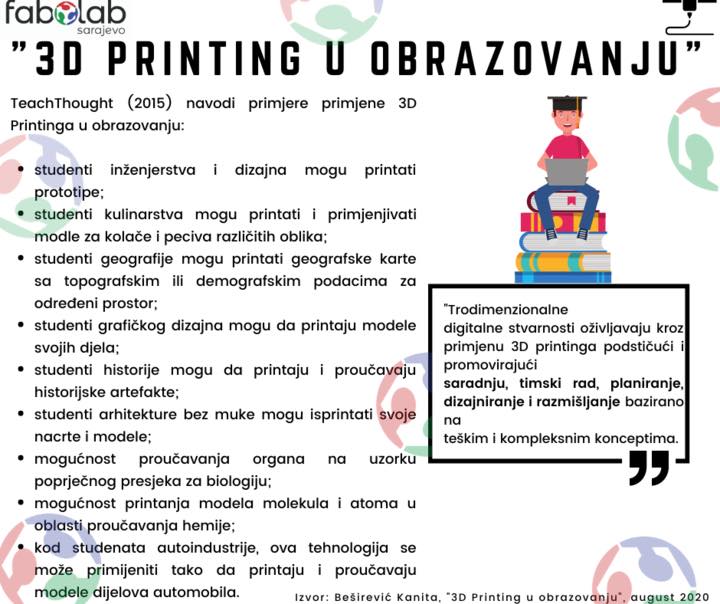 fab lab
sarajevo
"3D PRINTING U OBRAZOVANJU"
TeachThought (2015) navodi primjere primjene 3D
Printinga u obrazovanju:
• studenti inženjerstva i dizajna mogu printati
prototipe;
• studenti kulinarstva mogu printati i primjenjivati
modle za kolače i peciva različitih oblika;
• studenti geografije mogu printati geografske karte
sa topografskim ili demografskim podacima za
određeni prostor;
• studenti grafičkog dizajna mogu da printaju modele
svojih djela;
• studenti historije mogu da printaju i proučavaju
historijske artefakte;
• studenti arhitekture bez muke mogu isprintati svoje
nacrte i modele;
• mogućnost proučavanja organa na uzorku
poprječnog presjeka za biologiju;
• mogućnost printanja modela molekula i atoma u
oblasti proučavanja hemije;
• kod studenata autoindustrije, ova tehnologija se
može primijeniti tako da printaju i proučavaju
modele dijelova automobila.
"Trodimenzionalne
digitalne stvarnosti oživljavaju kroz
primjenu 3D printinga podstičući i
promovirajući
saradnju, timski rad, planiranje,
dizajniranje i razmišljanje bazirano
na
teškim i kompleksnim konceptima.
"
Izvor: Beširević Kanita, "3D Printing u obrazovanju", august 2020